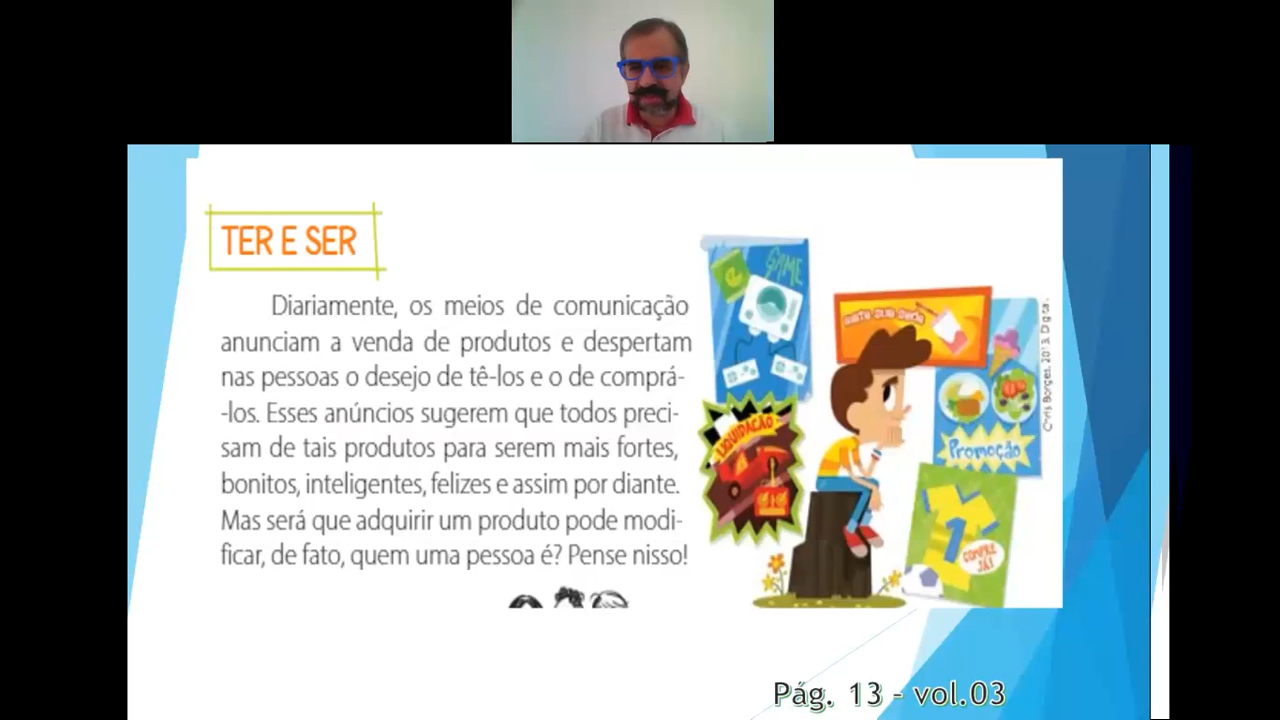 TER E SER
Diariamente, os meios de comunicação
anunciam a venda de produtos e despertam
nas pessoas o desejo de tê-los e o de comprá-
-los. Esses anúncios sugerem que todos preci-
sam de tais produtos para serem mais fortes,
bonitos, inteligentes, felizes e assim por diante.
Mas será que adquirir um produto pode modi-
ficar, de fato, quem uma pessoa é? Pense nisso!
GAME
LIQUIDAÇÃO
Promoção
1
COMPRE
JÁ!
Chris Borges. 2013. Digital.
Pág. 13 - vol.03